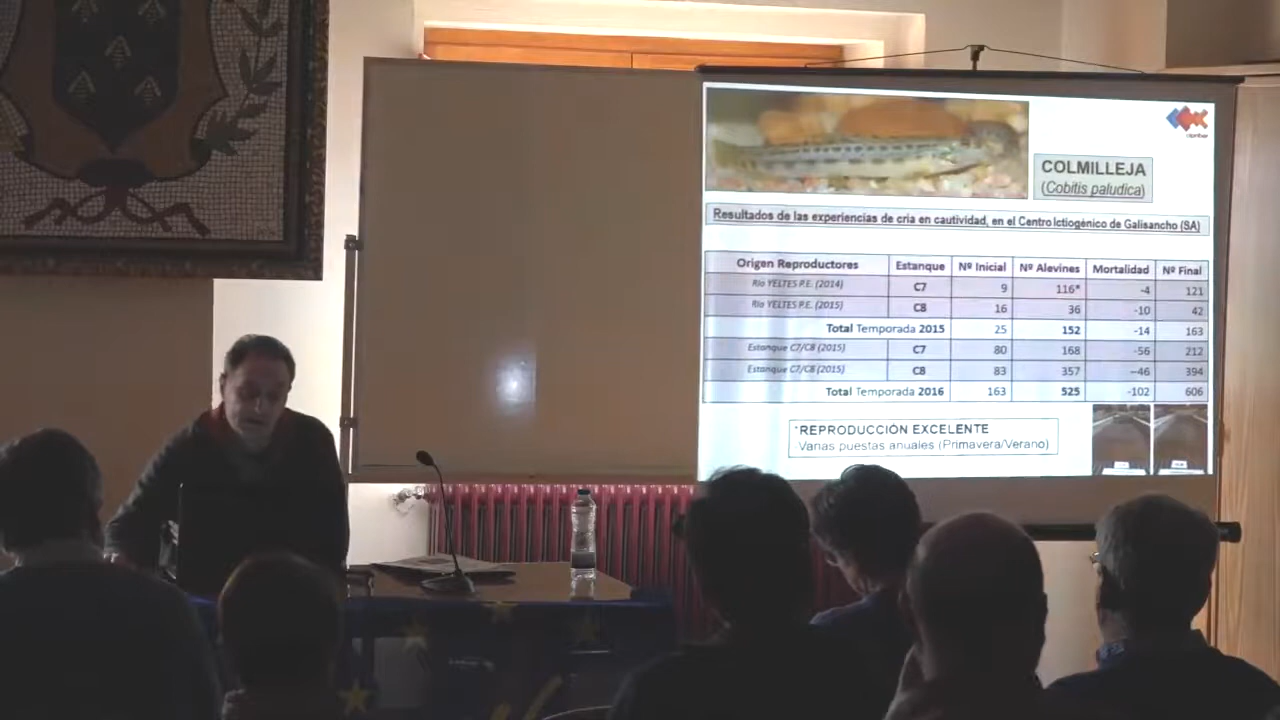 COLMILLEJA
(Cobitis paludica)
Resultados de las experiencias de cria en cautividad, en el Centro Ictiogénico de Galisancho (SA)
Origen Reproductores Estanque Nº Inicial Nº Alevines Mortalidad Nº Final
Río YELTES P.E. (2014) C7 9 116* -4 121
Río YELTES P.E. (2015) C8 16 36 -10 42
Total Temporada 2015 25 152 -14 163
Estanque C7/C8 (2015) C7 80 168 -56 212
Estanque C7/C8 (2015) C8 83 357 --46 394
Total Temporada 2016 163 525 -102 606
*REPRODUCCIÓN EXCELENTE
Varias puestas anuales (Primavera/Verano)